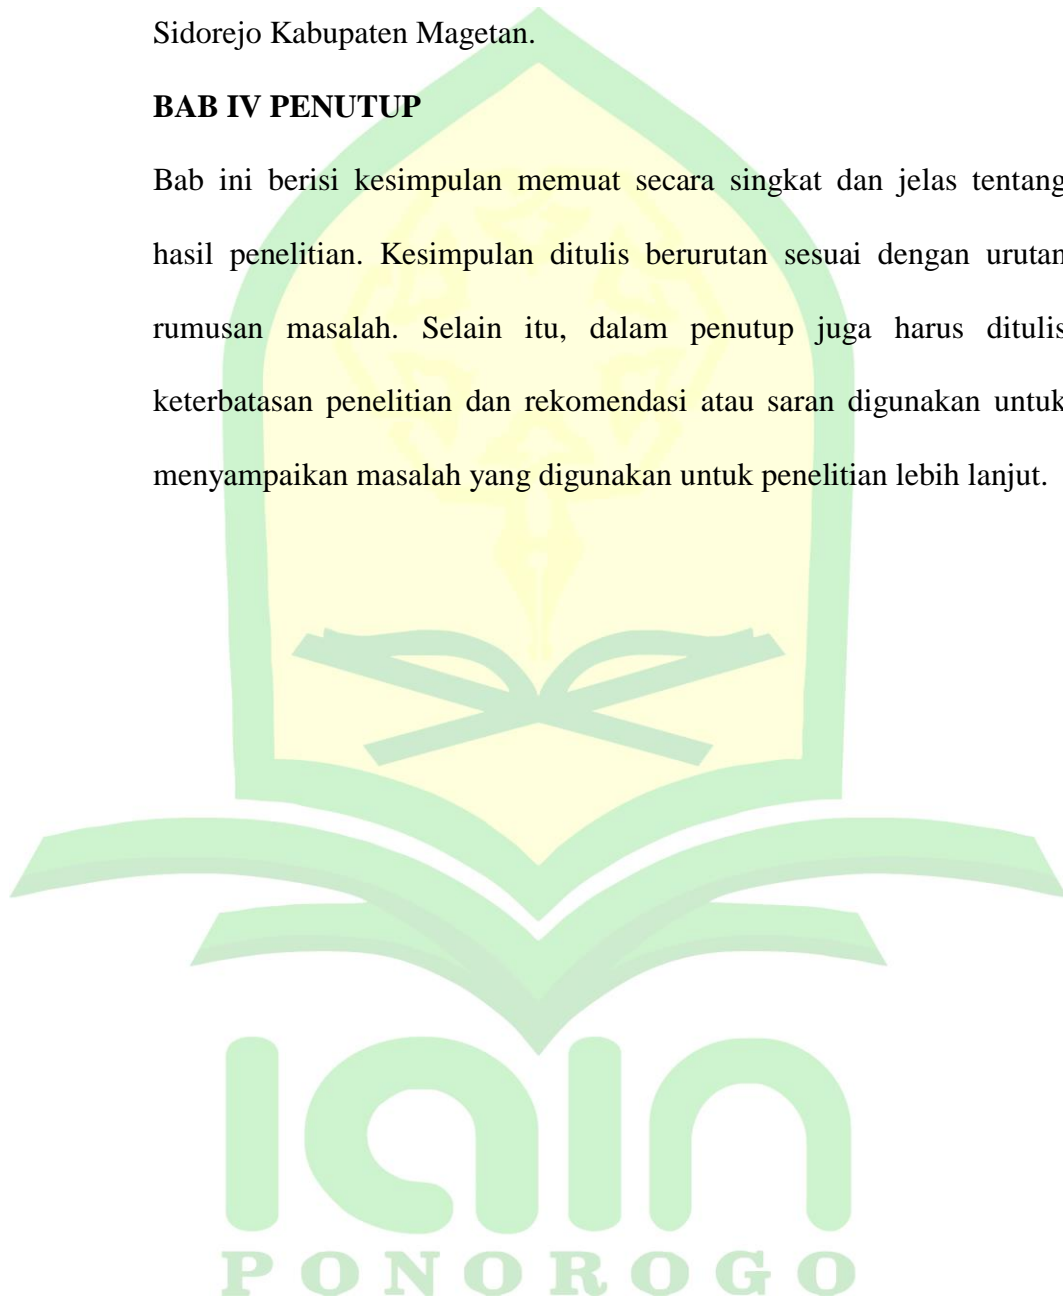 Sidorejo Kabupaten Magetan.
BAB IV PENUTUP
Bab ini berisi kesimpulan memuat secara singkat dan jelas tentang
hasil penelitian. Kesimpulan ditulis berurutan sesuai dengan urutan
rumusan masalah. Selain itu, dalam penutup juga harus ditulis
keterbatasan penelitian dan rekomendasi atau saran digunakan untuk
menyampaikan masalah yang digunakan untuk penelitian lebih lanjut.
IAIN
PONOROGO